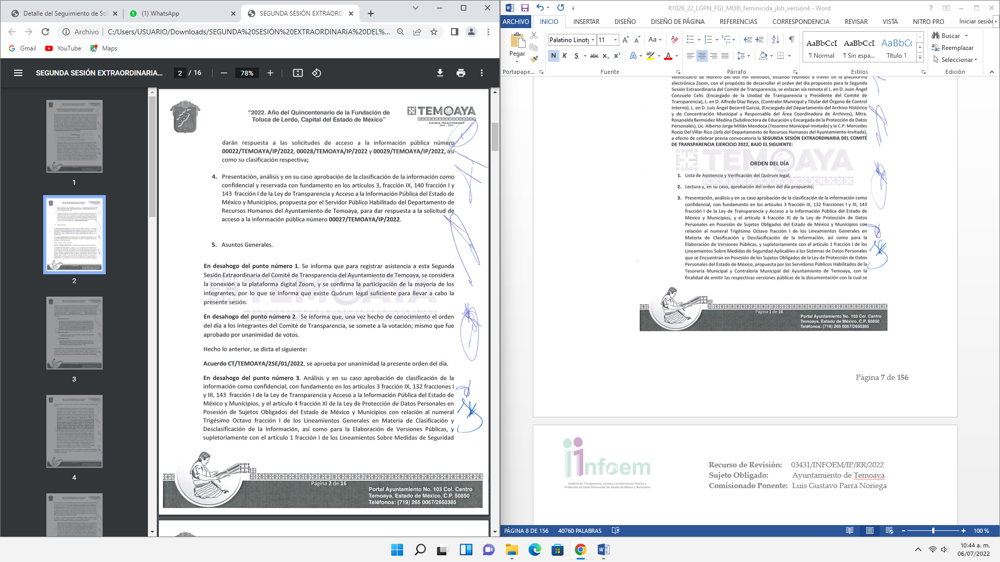 Detalle del Seguimiento de Sol
(1) WhatsApp
SEGUNDA SESIÓN EXTRAORDI
Archivo
C:/Users/USUARIO/Downloads/SEGUNDA%20SESIÓN%20EXTRAORDINARIA%20DEL%...
Gmail
YouTube
Maps
SEGUNDA SESIÓN EXTRAORDINARIA...
2 / 16
78%
1
2
3
4
"2022. Año del Quincentenario de la Fundación de
Toluca de Lerdo, Capital del Estado de México"
TEMOAYA
SIGAMOS TRANSFORMANDO
2022 - 2024
darán respuesta a las solicitudes de acceso a la información pública número
00022/TEMOAYA/IP/2022, 00028/TEMOAYA/IP/2022 y 00029/TEMOAYA/IP/2022, así
como su clasificación respectiva;
4. Presentación, análisis y en su caso aprobación de la clasificación de la información como
confidencial y reservada con fundamento en los artículos 3, fracción IX, 140 fracción I y
143 fracción I de la Ley de Transparencia y Acceso a la Información Pública del Estado de
México y Municipios, propuesta por el Servidor Público Habilitado del Departamento de
Recursos Humanos del Ayuntamiento de Temoaya, para dar respuesta a la solicitud de
acceso a la información pública número 00027/TEMOAYA/IP/2022.
5. Asuntos Generales.
En desahogo del punto número 1. Se informa que para registrar asistencia a esta Segunda
Sesión Extraordinaria del Comité de Transparencia del Ayuntamiento de Temoaya, se considera
la conexión a la plataforma digital Zoom, y se confirma la participación de la mayoría de los
integrantes, por lo que se informa que existe Quórum legal suficiente para llevar a cabo la
presente sesión.
En desahogo del punto número 2. Se informa que, una vez hecho de conocimiento el orden
del día a los integrantes del Comité de Transparencia, se somete a la votación; mismo que fue
aprobado por unanimidad de votos.
Hecho lo anterior, se dicta el siguiente:
Acuerdo CT/TEMOAYA/2SE/01/2022, se aprueba por unanimidad la presente orden del día.
En desahogo del punto número 3. Análisis y en su caso aprobación de clasificación de la
información como confidencial, con fundamento en los artículos 3 fracción IX, 132 fracciones I
y III, 143 fracción I de la Ley de Transparencia y Acceso a la Información Pública del Estado de
México y Municipios, y el artículo 4 fracción XI de la Ley de Protección de Datos Personales en
Posesión de Sujetos Obligados del Estado de México y Municipios con relación al numeral
Trigésimo Octavo fracción I de los Lineamientos Generales en Materia de Clasificación y
Desclasificación de la Información, así como para la Elaboración de Versiones Públicas, y
supletoriamente con el artículo 1 fracción I de los Lineamientos Sobre Medidas de Seguridad
TEMOAYA
Página 2 de 16
Portal Ayuntamiento No. 103 Col. Centro
Temoaya, Estado de México, C.P. 50850
Teléfonos: (719) 265 0067/2650385
R1026_22_LGPN_FGJ_MOD_feminicida_jlsh_versión4 - Word
ARCHIVO
INICIO
INSERTAR
DISEÑO
DISEÑO DE PÁGINA
REFERENCIAS
CORRESPONDENCIA
REVISAR
VISTA
NITRO PRO
Iniciar sesión
Pegar
Portapape...
Palatino Linoty
11
Fuente
Párrafo
AaBbCcI
¶ Normal
AaBbCcI
¶ Sin espa...
AaBbCc
Título 1
Estilos
Buscar
Reemplazar
Seleccionar
Edición
veinticuatro de febrero del dos mil veintidós, estando reunidos a través de la plataforma
electrónica Zoom, con el propósito de desarrollar el orden del día propuesto para la Segunda
Sesión Extraordinaria del Comité de Transparencia, se enlazan vía remota el L. en D. Juan Ángel
Conzuelo Celis (Encargado de la Unidad de Transparencia y Presidente del Comité de
Transparencia), L. en D. Alfredo Díaz Reyes, (Contralor Municipal y Titular del Órgano de Control
Interno), L. en D. Luis Ángel Becerril García, (Encargado del Departamento del Archivo Histórico
y de Concentración Municipal y Responsable del Área Coordinadora de Archivos), Mtra.
Rosanelda Bermúdez Medina (Subdirectora de Educación y Encargada de la Protección de Datos
Personales), Lic. Alberto Jorge Millán Mendoza (Tesorero Municipal-Invitado) y la C.P. Mercedes
Rocío Del Villar Rico (Jefa del Departamento de Recursos Humanos del Ayuntamiento-Invitada),
a efecto de celebrar previa convocatoria la SEGUNDA SESIÓN EXTRAORDINARIA DEL COMITÉ
DE TRANSPARENCIA EJERCICIO 2022, BAJO EL SIGUIENTE:
TEMOAYA
ORDEN DEL DÍA
1. Lista de Asistencia y Verificación del Quórum legal;
2. Lectura y, en su caso, aprobación del orden del día propuesto;
3. Presentación, análisis y en su caso aprobación de la clasificación de la información como
confidencial, con fundamento en los artículos 3 fracción IX, 132 fracciones I y III, 143
fracción I de la Ley de Transparencia y Acceso a la Información Pública del Estado de
México y Municipios, y el artículo 4 fracción XI de la Ley de Protección de Datos
Personales en Posesión de Sujetos Obligados del Estado de México y Municipios con
relación al numeral Trigésimo Octavo fracción I de los Lineamientos Generales en
Materia de Clasificación y Desclasificación de la Información, así como para la
Elaboración de Versiones Públicas, y supletoriamente con el artículo 1 fracción I de los
Lineamientos Sobre Medidas de Seguridad Aplicables a los Sistemas de Datos Personales
que se Encuentran en Posesión de los Sujetos Obligados de la Ley de Protección de Datos
Personales del Estado de México, propuesta por los Servidores Públicos Habilitados de la
Tesorería Municipal y Contraloría Municipal del Ayuntamiento de Temoaya, con la
finalidad de emitir las respectivas versiones públicas de la documentación con la cual se
Página 1 de 16
Portal Ayuntamiento No. 103 Col. Centro
Temoaya, Estado de México, C.P. 50850
Teléfonos: (719) 265 0067/2650385
Página 7 de 156
infoem
Instituto de Transparencia, Acceso a la Información Pública y
Protección de Datos Personales del Estado de México y Municipios
Recurso de Revisión: 03431/INFOEM/IP/RR/2022
Sujeto Obligado: Ayuntamiento de Temoaya
Comisionado Ponente: Luis Gustavo Parra Noriega
PÁGINA 8 DE 156
40760 PALABRAS
100 %
10:44 a. m.
06/07/2022